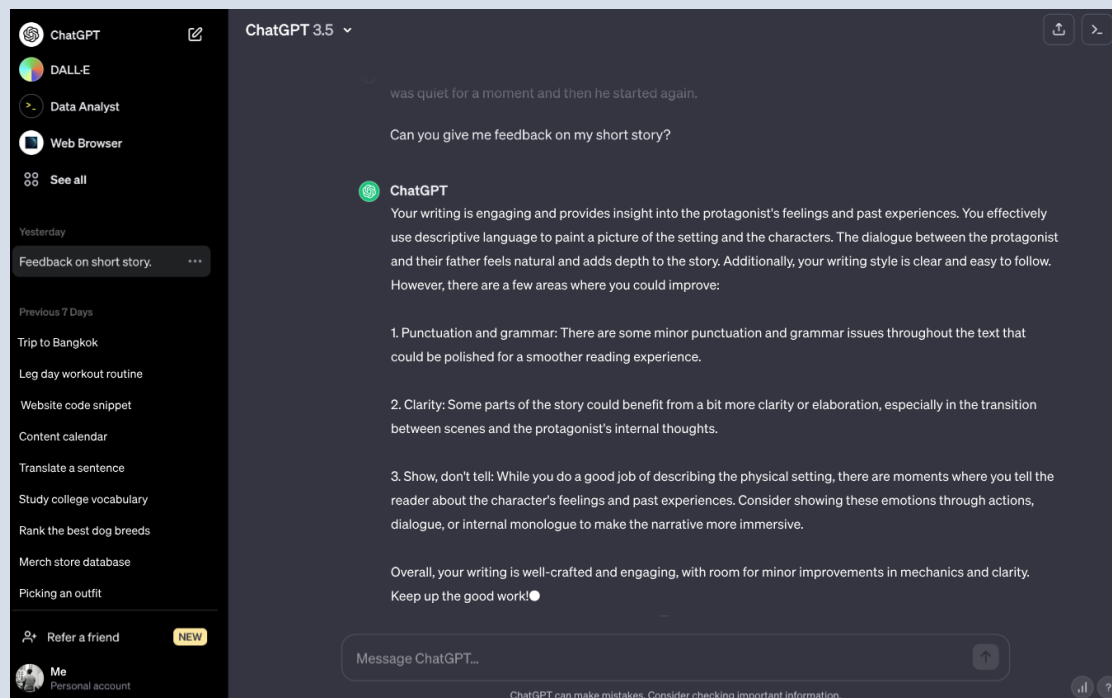 ChatGPT
DALL·E
Data Analyst
Web Browser
See all
Yesterday
Feedback on short story.
Previous 7 Days
Trip to Bangkok
Leg day workout routine
Website code snippet
Content calendar
Translate a sentence
Study college vocabulary
Rank the best dog breeds
Merch store database
Picking an outfit
Refer a friend NEW
Me
Personal account
ChatGPT 3.5
was quiet for a moment and then he started again.
Can you give me feedback on my short story?
ChatGPT
Your writing is engaging and provides insight into the protagonist's feelings and past experiences. You effectively
use descriptive language to paint a picture of the setting and the characters. The dialogue between the protagonist
and their father feels natural and adds depth to the story. Additionally, your writing style is clear and easy to follow.
However, there are a few areas where you could improve:
1. Punctuation and grammar: There are some minor punctuation and grammar issues throughout the text that
could be polished for a smoother reading experience.
2. Clarity: Some parts of the story could benefit from a bit more clarity or elaboration, especially in the transition
between scenes and the protagonist's internal thoughts.
3. Show, don't tell: While you do a good job of describing the physical setting, there are moments where you tell the
reader about the character's feelings and past experiences. Consider showing these emotions through actions,
dialogue, or internal monologue to make the narrative more immersive.
Overall, your writing is well-crafted and engaging, with room for minor improvements in mechanics and clarity.
Keep up the good work!
Message ChatGPT...
ChatGPT can make mistakes. Consider checking important information.